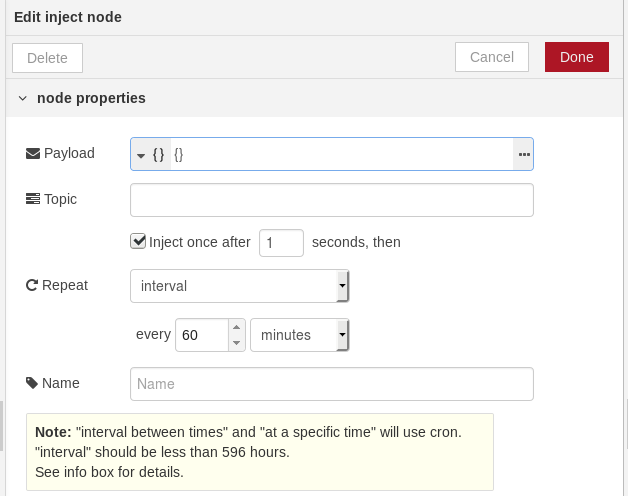 Edit inject node
Delete Cancel Done
node properties
Payload {} {} ...
Topic
Inject once after 1 seconds, then
Repeat interval
every 60 minutes
Name Name
Note: "interval between times" and "at a specific time" will use cron.
"interval" should be less than 596 hours.
See info box for details.